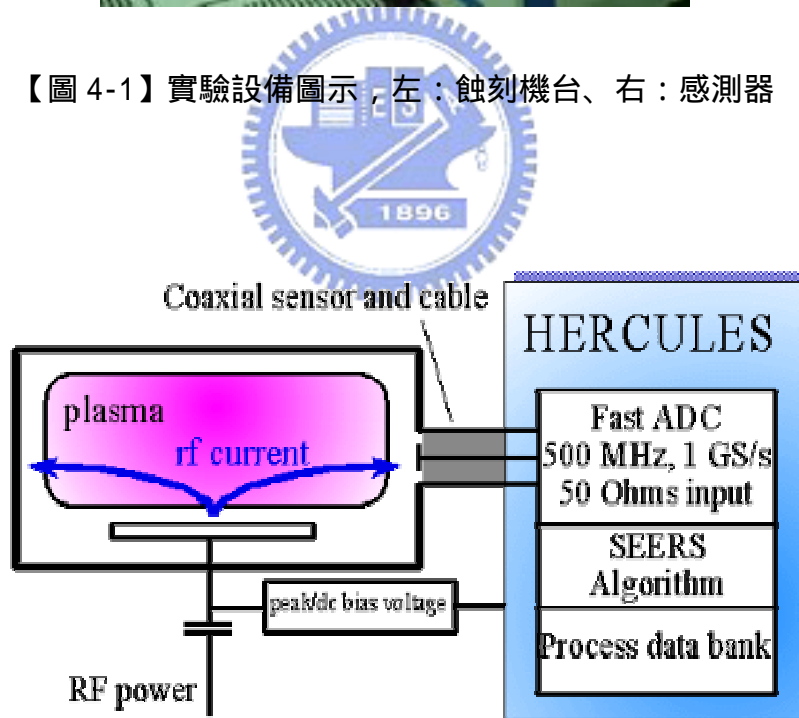 【圖 4-1】實驗設備圖示，左：蝕刻機台、右：感測器
E S
1896
Coaxial sensor and cable
HERCULES
plasma
rf current
Fast ADC
500 MHz, 1 GS/s
50 Ohms input
SEERS
Algorithm
peak/dc bias voltage
Process data bank
RF power